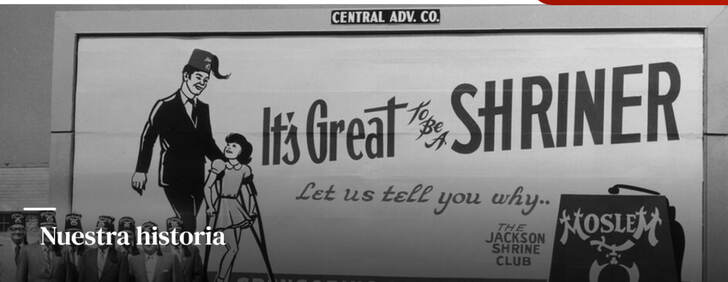 CENTRAL ADV. CO.
It's Great To Be A SHRINER
Let us tell you why..
THE
JACKSON
SHRINE
CLUB
MOSLEM
Nuestra historia